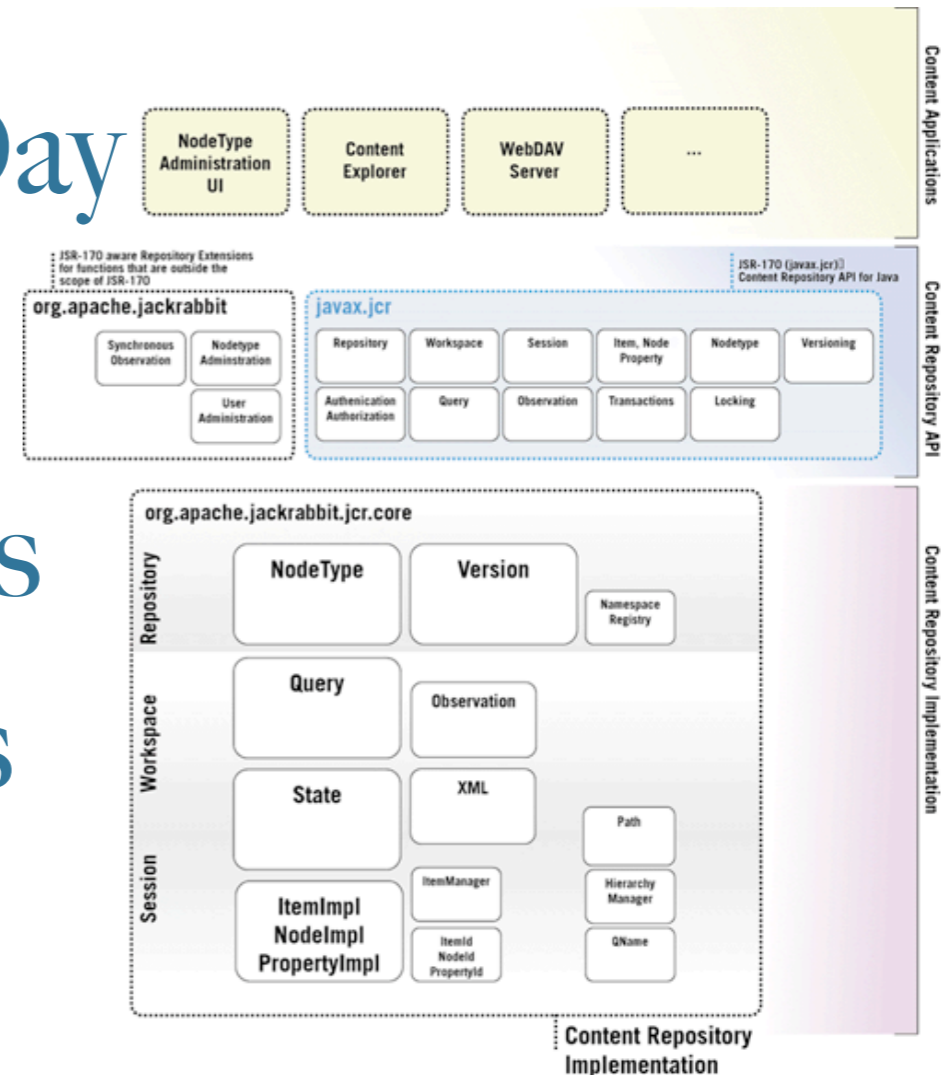 Day
s
s
NodeType
Administration
UI
Content
Explorer
WebDAV
Server
...
Content Applications
JSR-170 aware Repository Extensions
for functions that are outside the
scope of JSR-170
JSR-170 (javax.jcr)
Content Repository API for Java
org.apache.jackrabbit
Synchronous
Observation
Nodetype
Adminstration
User
Administration
javax.jcr
Repository
Workspace
Session
Item, Node
Property
Nodetype
Versioning
Authenication
Authorization
Query
Observation
Transactions
Locking
Content Repository API
org.apache.jackrabbit.jcr.core
Repository
NodeType
Version
Namespace
Registry
Workspace
Query
Observation
State
XML
Path
Session
ItemImpl
NodeImpl
PropertyImpl
ItemManager
ItemId
NodeId
PropertyId
Hierarchy
Manager
QName
Content Repository Implementation
Content Repository
Implementation